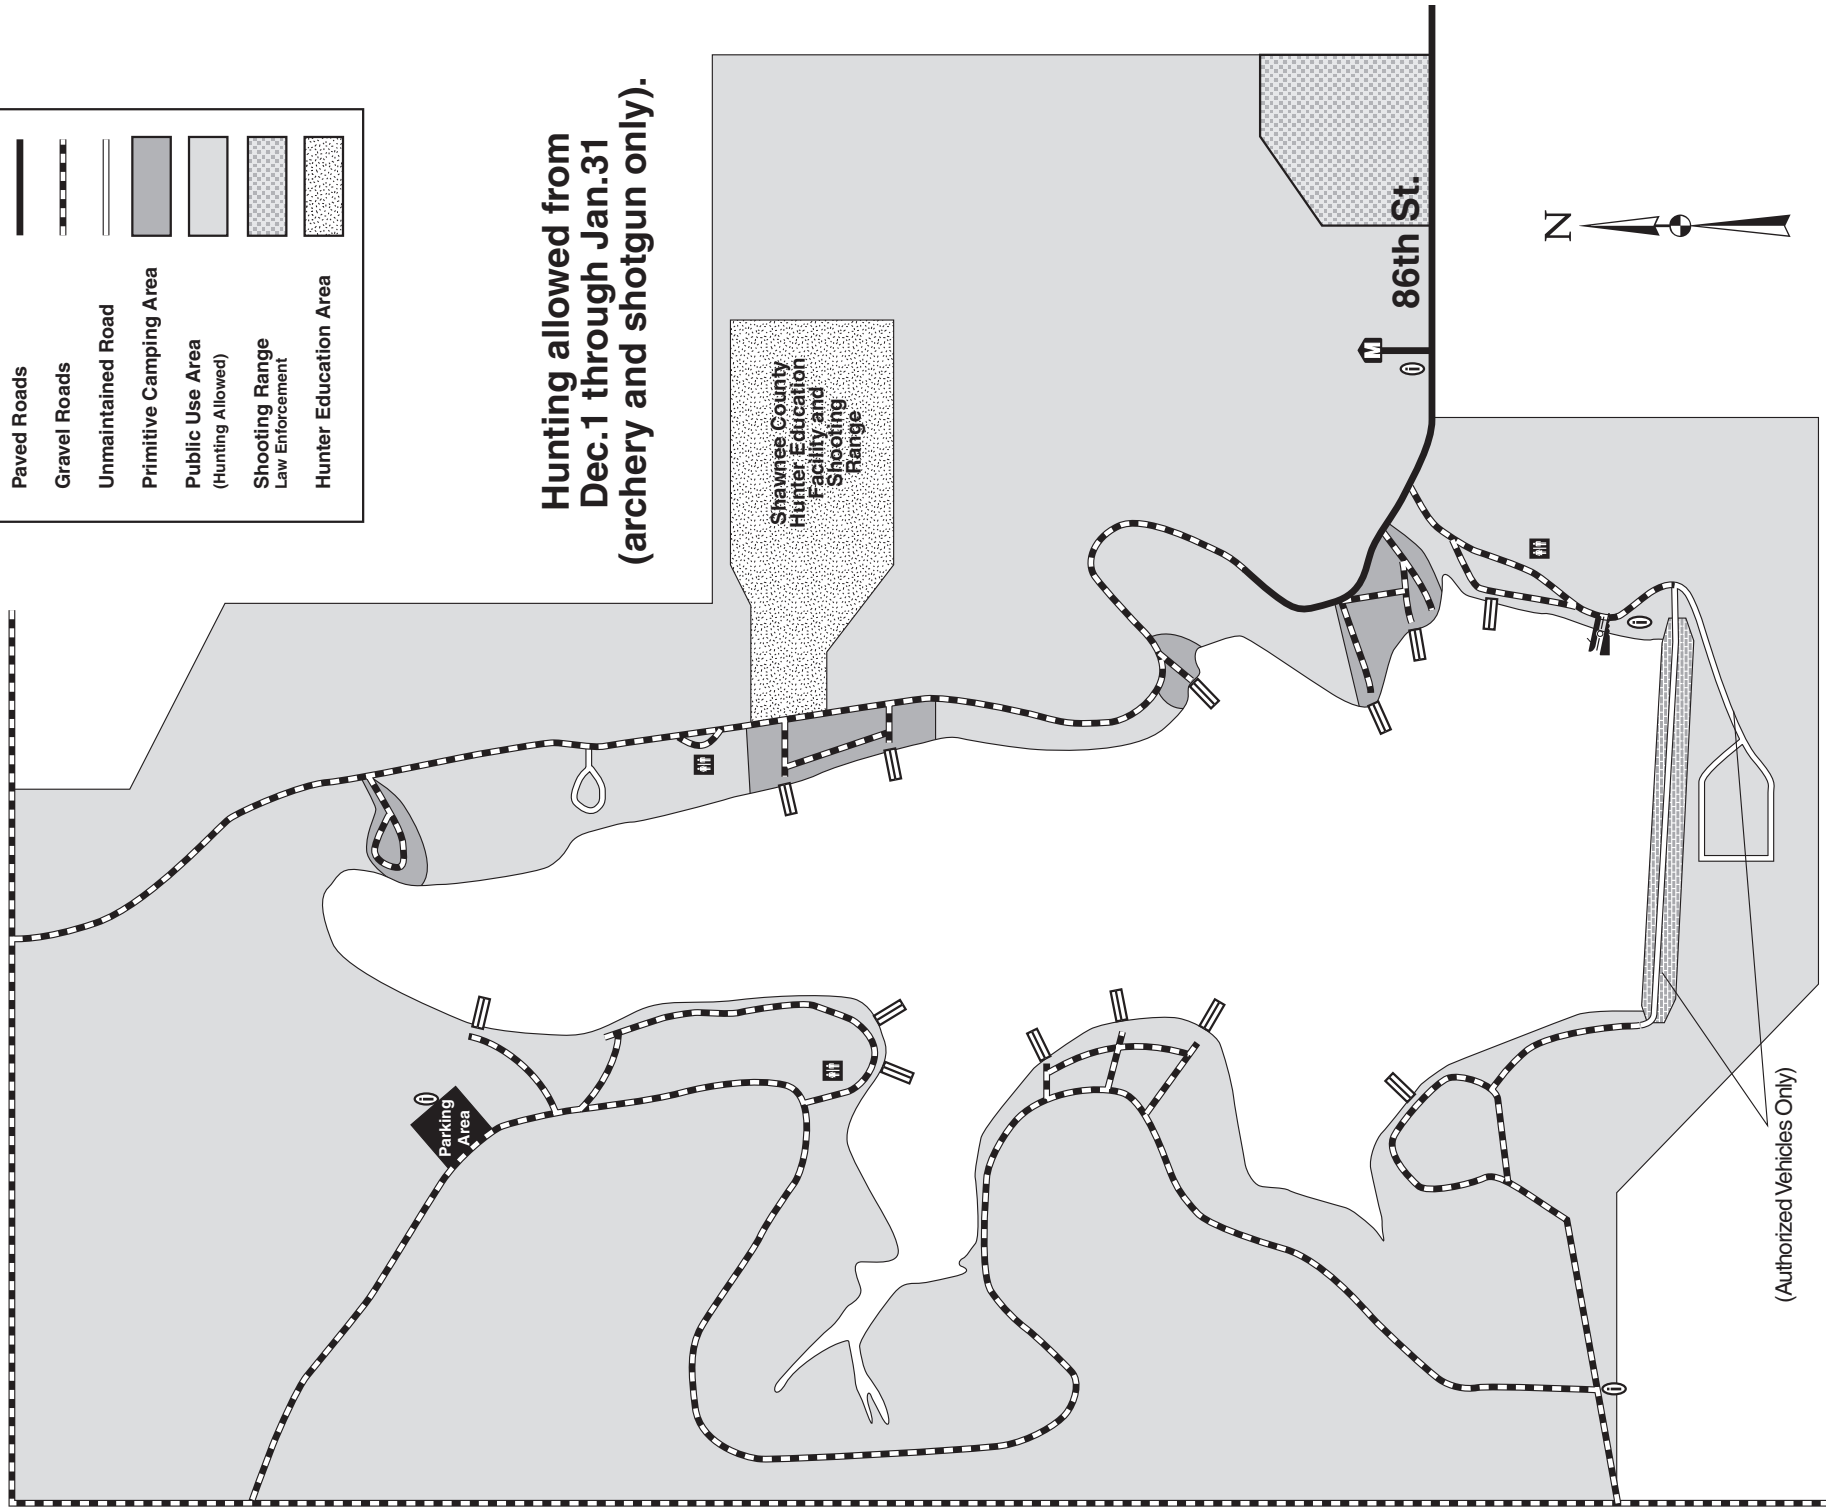 Paved Roads
Gravel Roads
Unmaintained Road
Primitive Camping Area
Public Use Area
(Hunting Allowed)
Shooting Range
Law Enforcement
Hunter Education Area
Hunting allowed from
Dec.1 through Jan.31
(archery and shotgun only).
Shawnee County
Hunter Education
Facility and
Shooting
Range
86th St.
M
i
N
i
i
Parking
Area
i
(Authorized Vehicles Only)